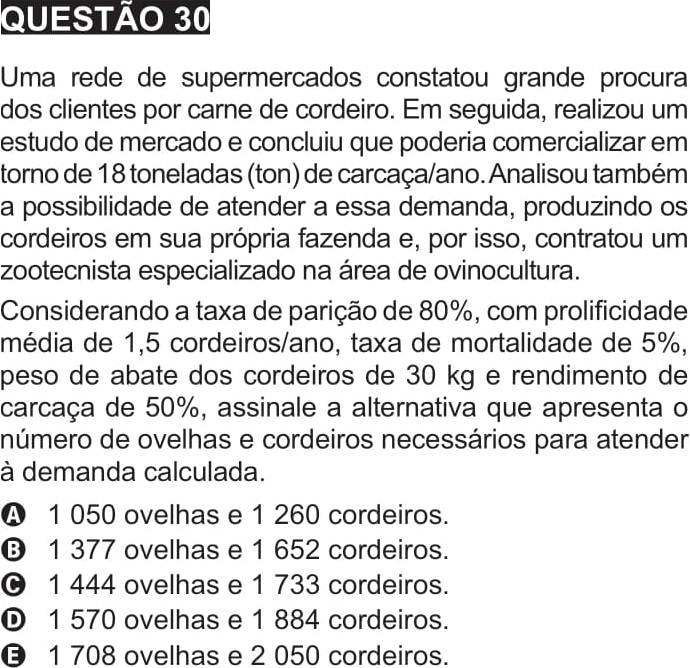 QUESTÃO 30
Uma rede de supermercados constatou grande procura
dos clientes por carne de cordeiro. Em seguida, realizou um
estudo de mercado e concluiu que poderia comercializar em
torno de 18 toneladas (ton) de carcaça/ano. Analisou também
a possibilidade de atender a essa demanda, produzindo os
cordeiros em sua própria fazenda e, por isso, contratou um
zootecnista especializado na área de ovinocultura.
Considerando a taxa de parição de 80%, com prolificidade
média de 1,5 cordeiros/ano, taxa de mortalidade de 5%,
peso de abate dos cordeiros de 30 kg e rendimento de
carcaça de 50%, assinale a alternativa que apresenta o
número de ovelhas e cordeiros necessários para atender
à demanda calculada.
A 1 050 ovelhas e 1 260 cordeiros.
B 1 377 ovelhas e 1 652 cordeiros.
C 1 444 ovelhas e 1 733 cordeiros.
D 1 570 ovelhas e 1 884 cordeiros.
E 1 708 ovelhas e 2 050 cordeiros.